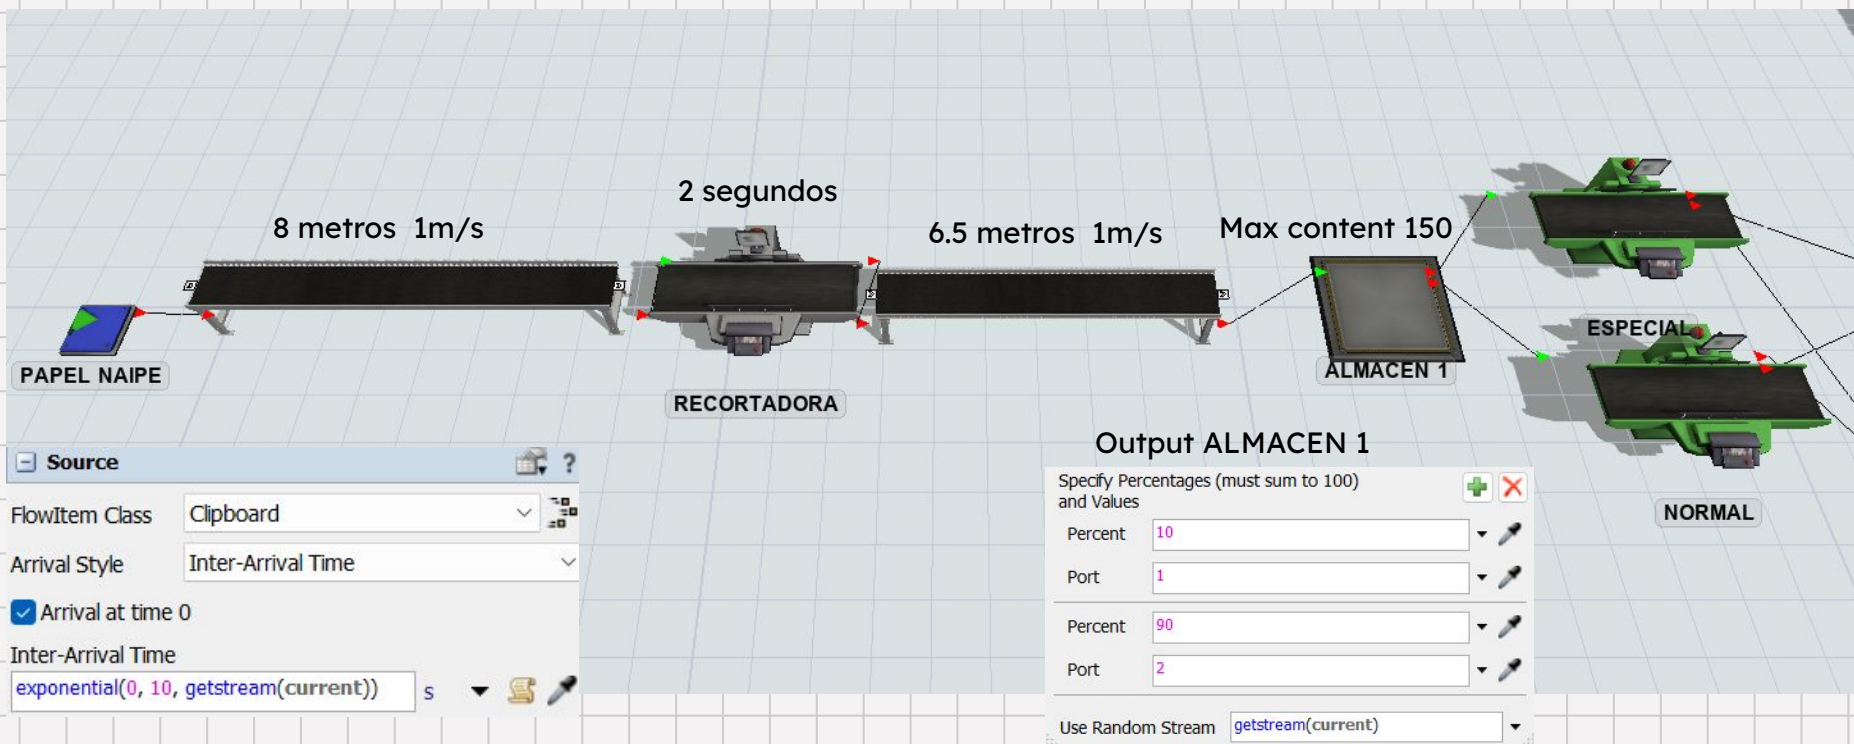 2 segundos
8 metros 1m/s
6.5 metros 1m/s
Max content 150
PAPEL NAIPE
RECORTADORA
ALMACEN 1
ESPECIAL
NORMAL
Source
?
FlowItem Class Clipboard
Arrival Style Inter-Arrival Time
Arrival at time 0
Inter-Arrival Time
exponential(0, 10, getstream(current)) s
Output ALMACEN 1
Specify Percentages (must sum to 100)
and Values
Percent 10
Port 1
Percent 90
Port 2
Use Random Stream getstream(current)